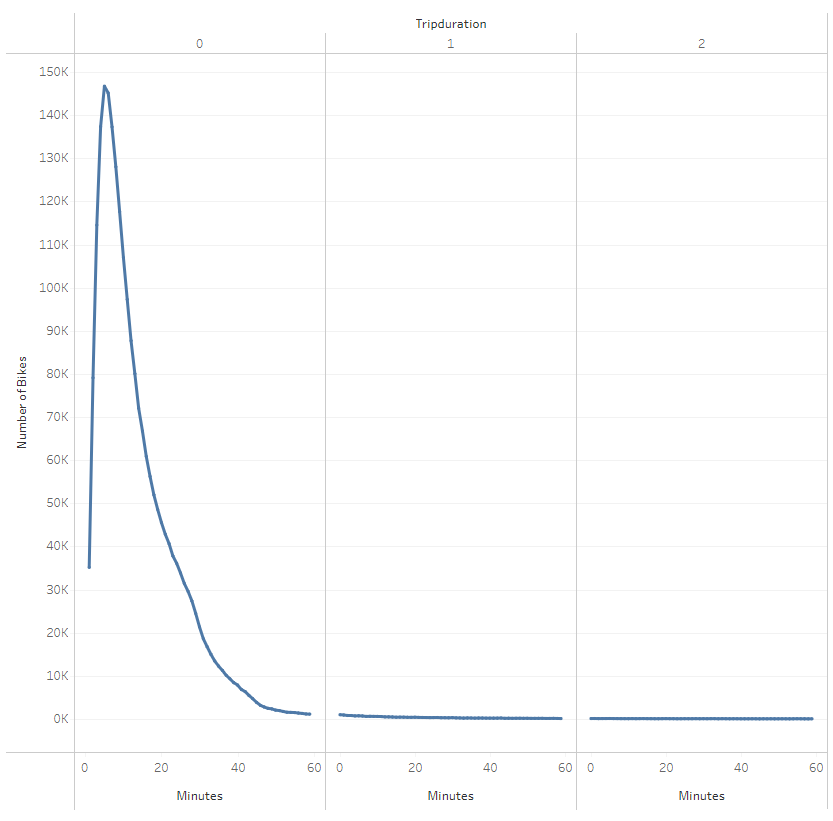 Tripduration
0 1 2
150K
140K
130K
120K
110K
100K
90K
80K
70K
60K
50K
40K
30K
20K
10K
0K
Number of Bikes
0 20 40 60 0 20 40 60 0 20 40 60
Minutes Minutes Minutes